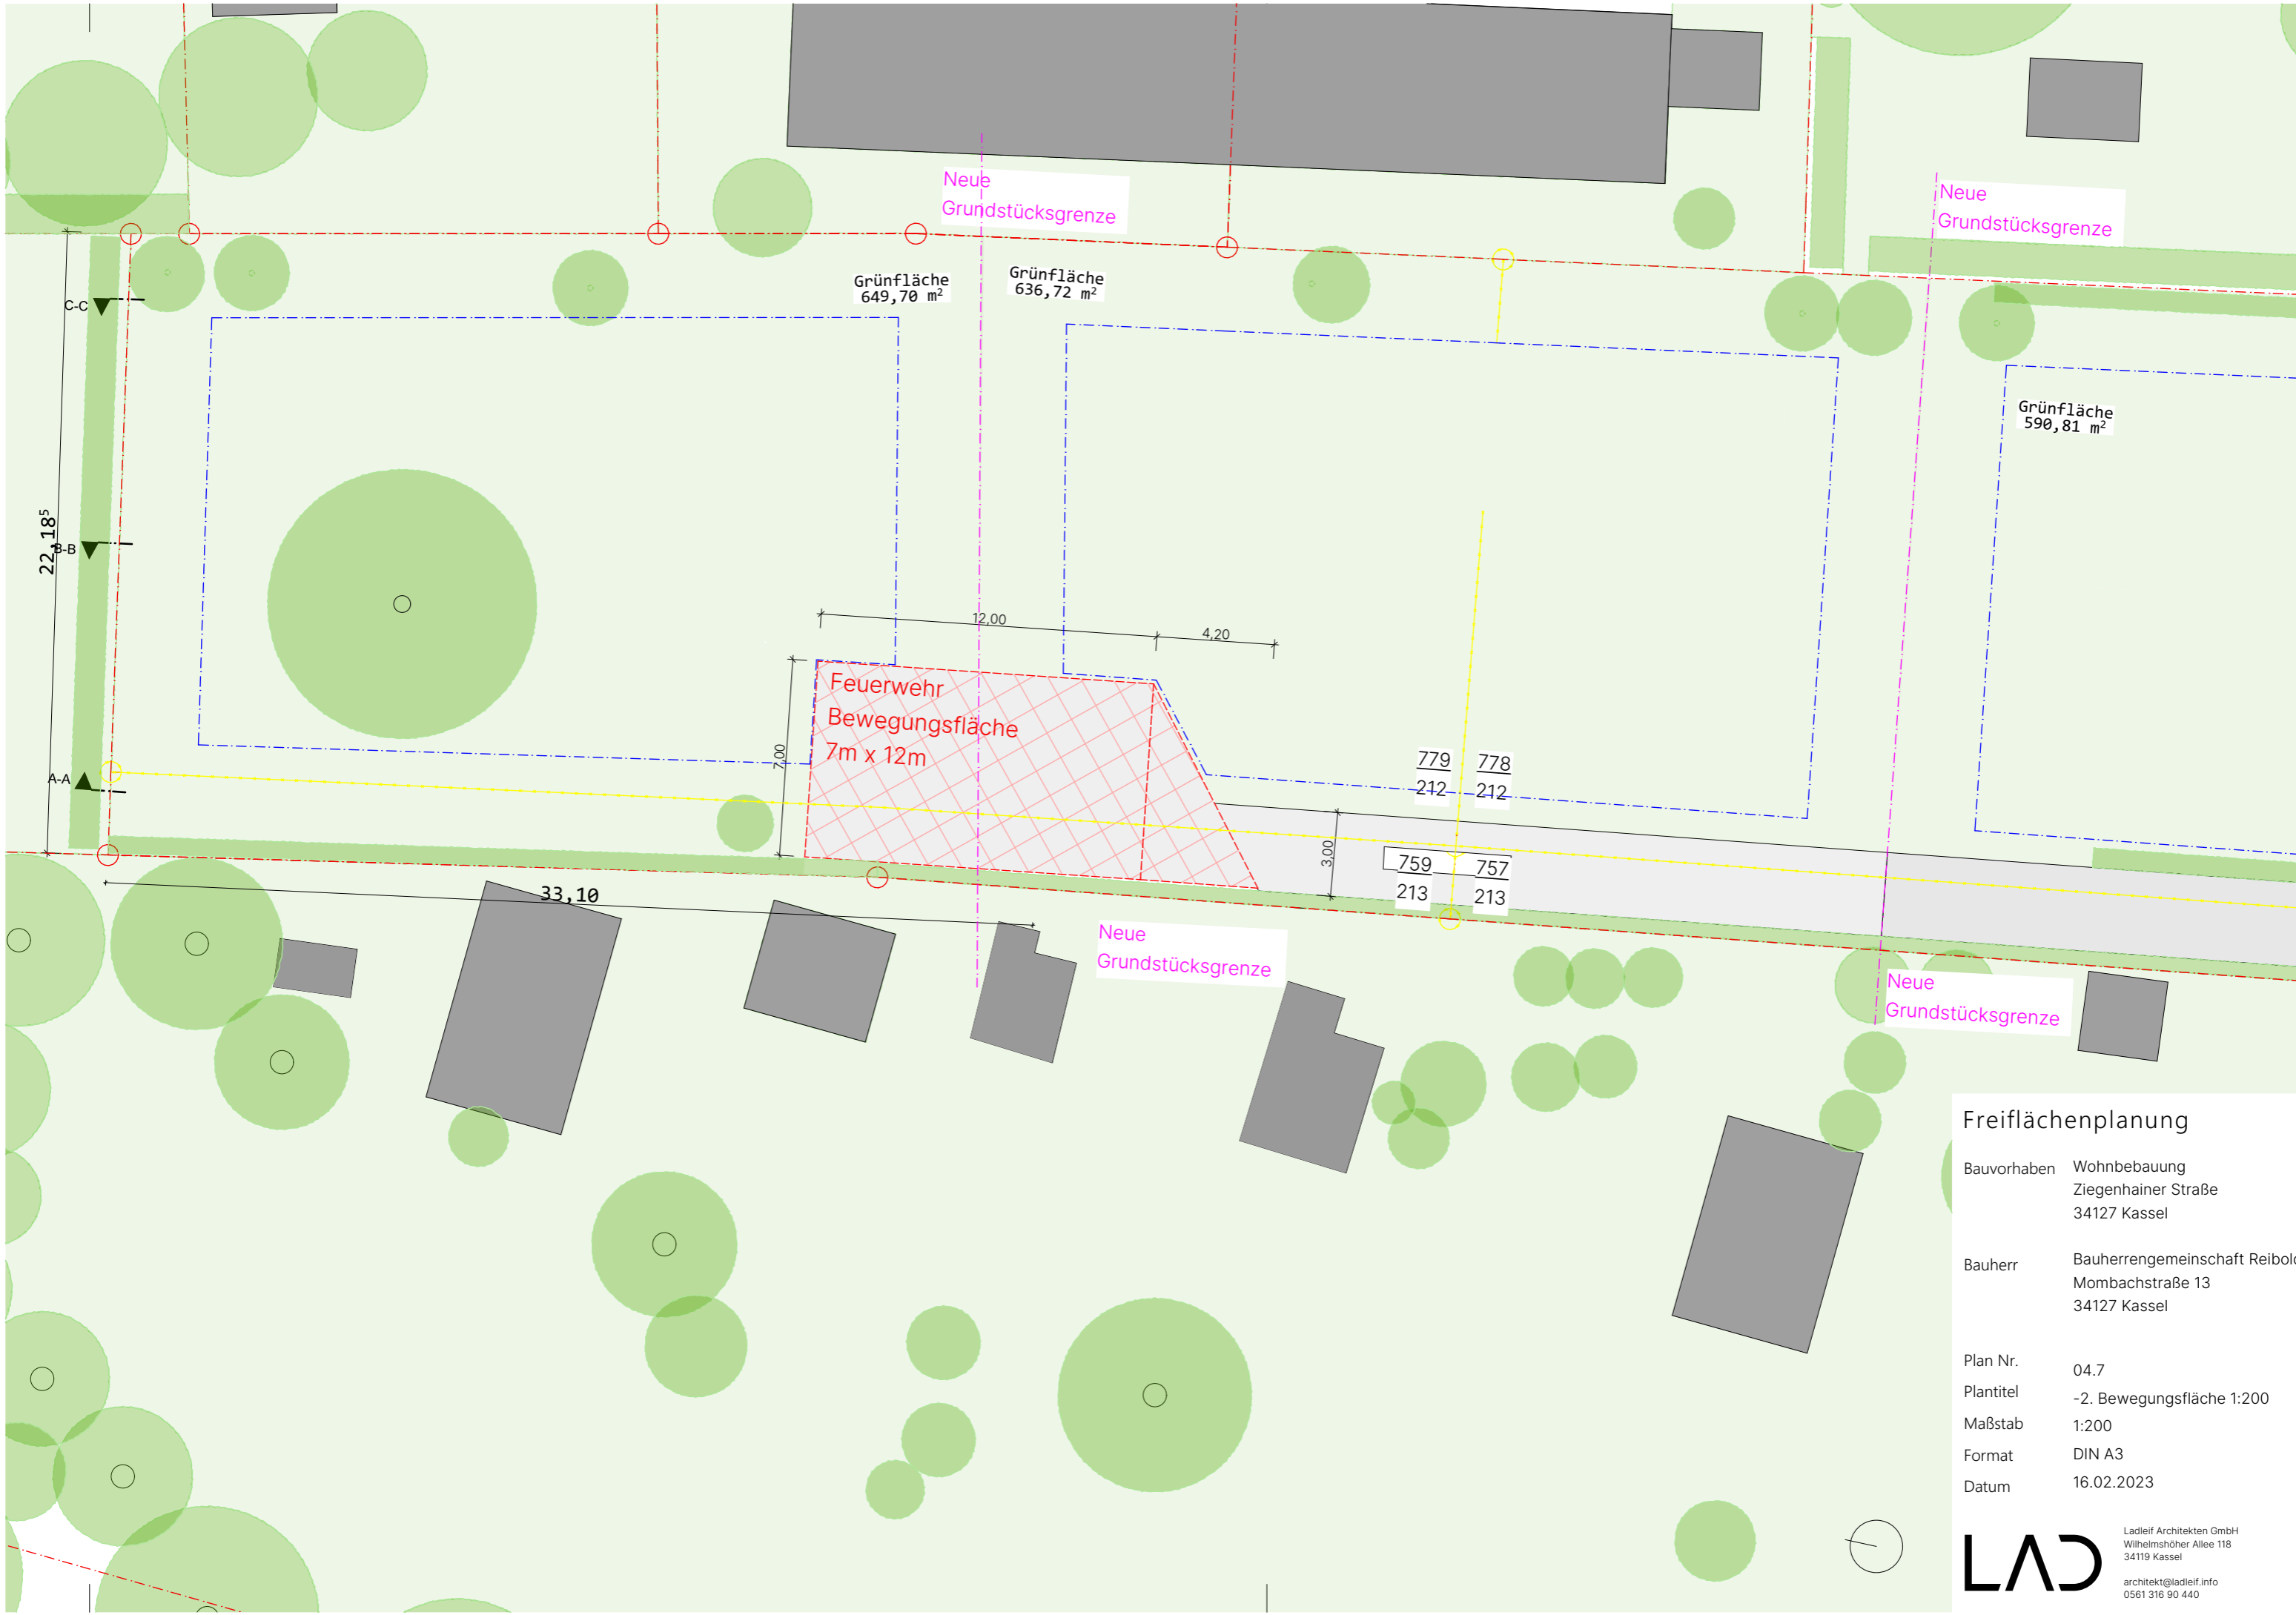 Neue
Grundstücksgrenze
Neue
Grundstücksgrenze
Grünfläche
649,70 m²
Grünfläche
636,72 m²
C-C
Grünfläche
590,81 m²
22,18⁵
B-B
12,00
4,20
Feuerwehr
Bewegungsfläche
7m x 12m
7,00
A-A
779
212
778
212
3,00
759
213
757
213
33,10
Neue
Grundstücksgrenze
Neue
Grundstücksgrenze
Freiflächenplanung
Bauvorhaben Wohnbebauung
Ziegenhainer Straße
34127 Kassel
Bauherr Bauherrengemeinschaft
Mombachstraße 13
34127 Kassel
Plan Nr. 04.7
Plantitel -2. Bewegungsfläche 1:200
Maßstab 1:200
Format DIN A3
Datum 16.02.2023
LAD
Ladleif Architekten GmbH
Wilhelmshöher Allee 118
34119 Kassel
architekt@ladleif.info
0561 316 90 440